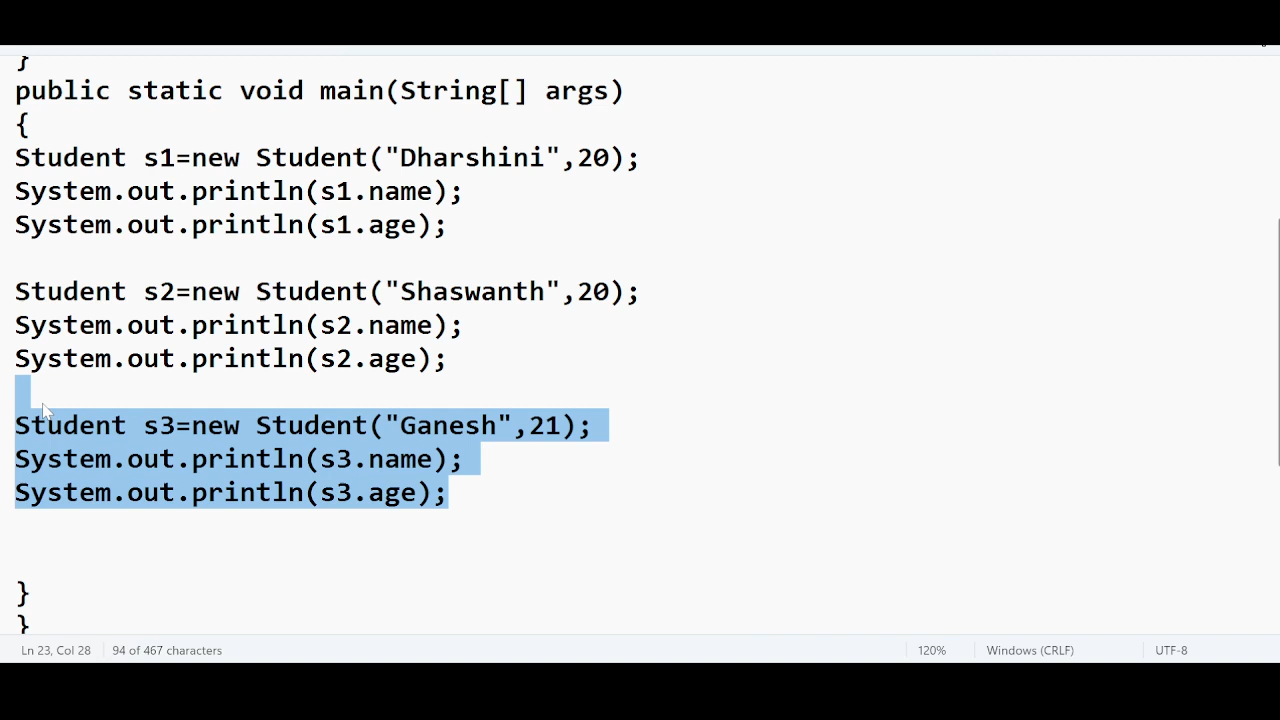 }
public static void main(String[] args)
{
Student s1=new Student("Dharshini",20);
System.out.println(s1.name);
System.out.println(s1.age);
Student s2=new Student("Shaswanth",20);
System.out.println(s2.name);
System.out.println(s2.age);
Student s3=new Student("Ganesh",21);
System.out.println(s3.name);
System.out.println(s3.age);
}
}
Ln 23, Col 28 94 of 467 characters 120% Windows (CRLF) UTF-8